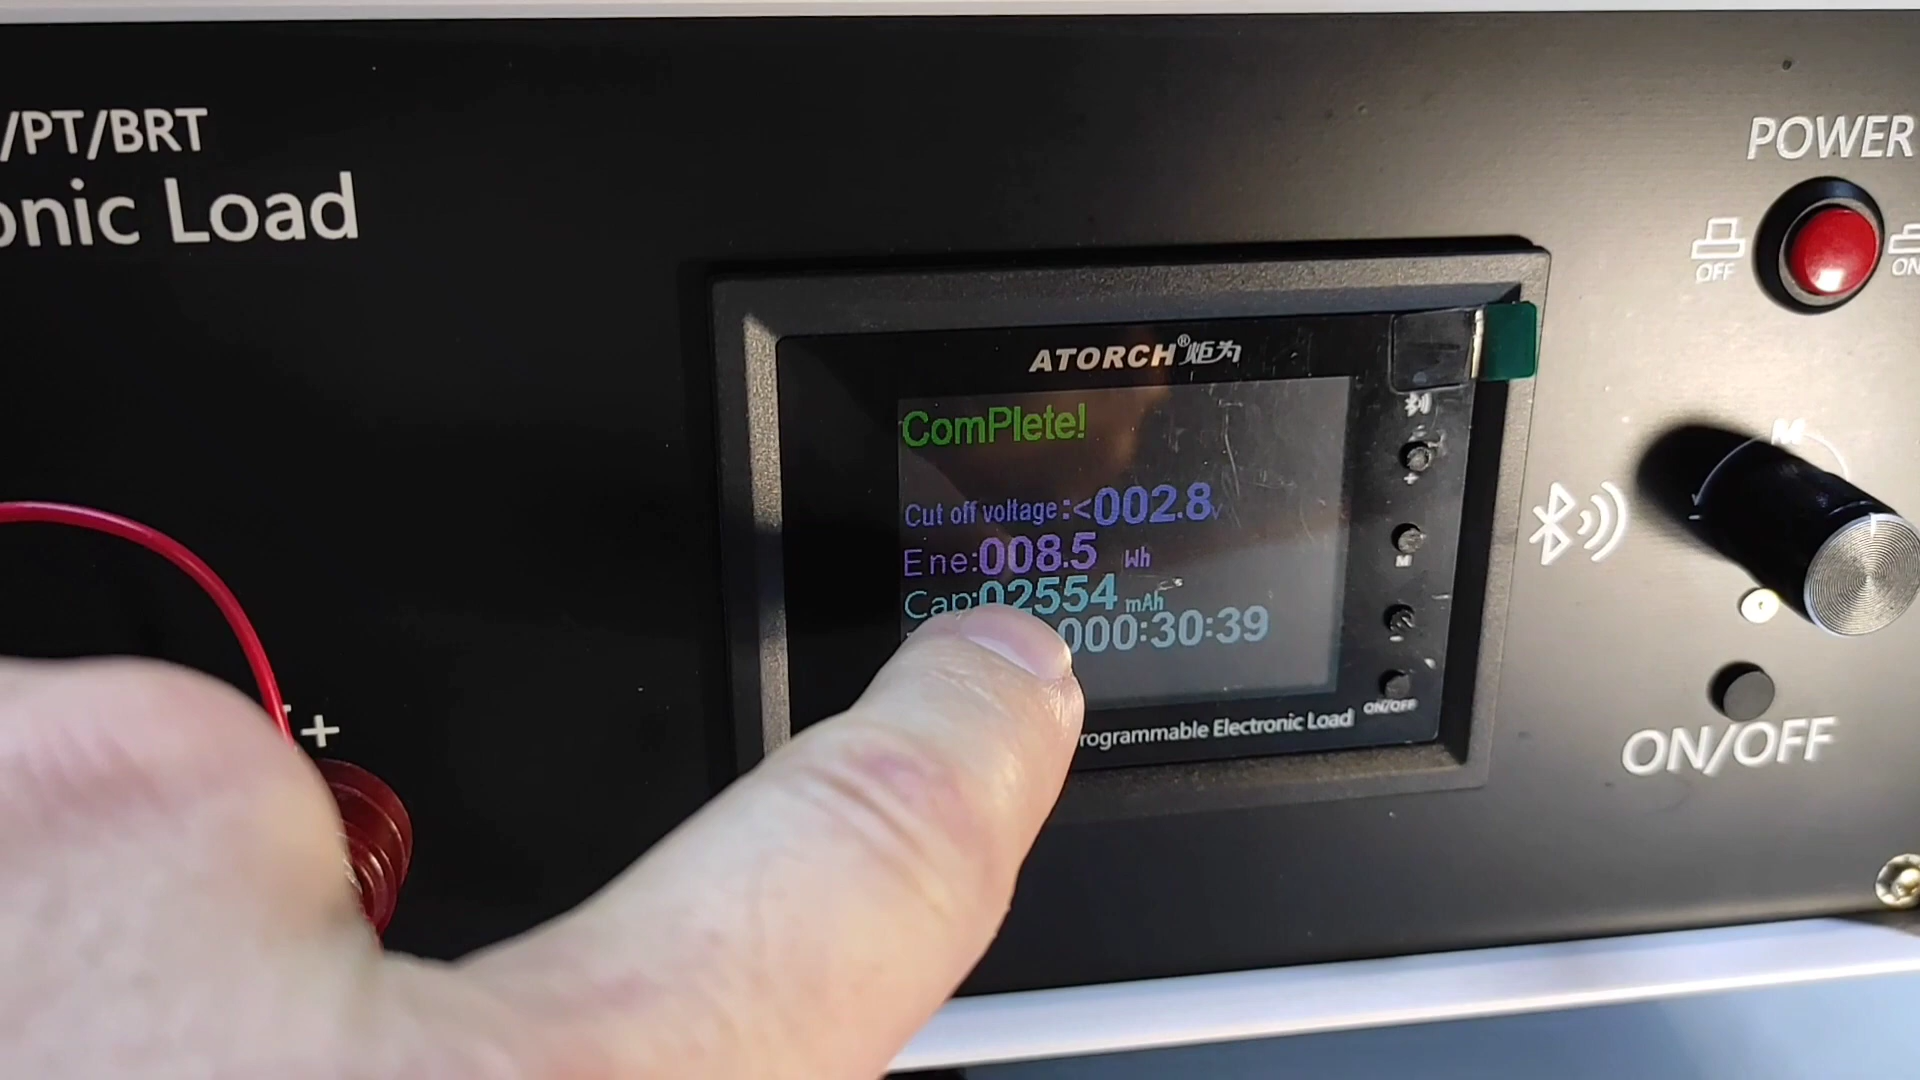 /PT/BRT
onic Load
POWER
OFF
ON
ATORCH®炬为
ComPlete!
Cut off voltage:<002.8v
Ene:008.5 Wh
Cap:02554 mAh
000:30:39
+
M
-
ON/OFF
rogrammable Electronic Load
M
ON/OFF
+